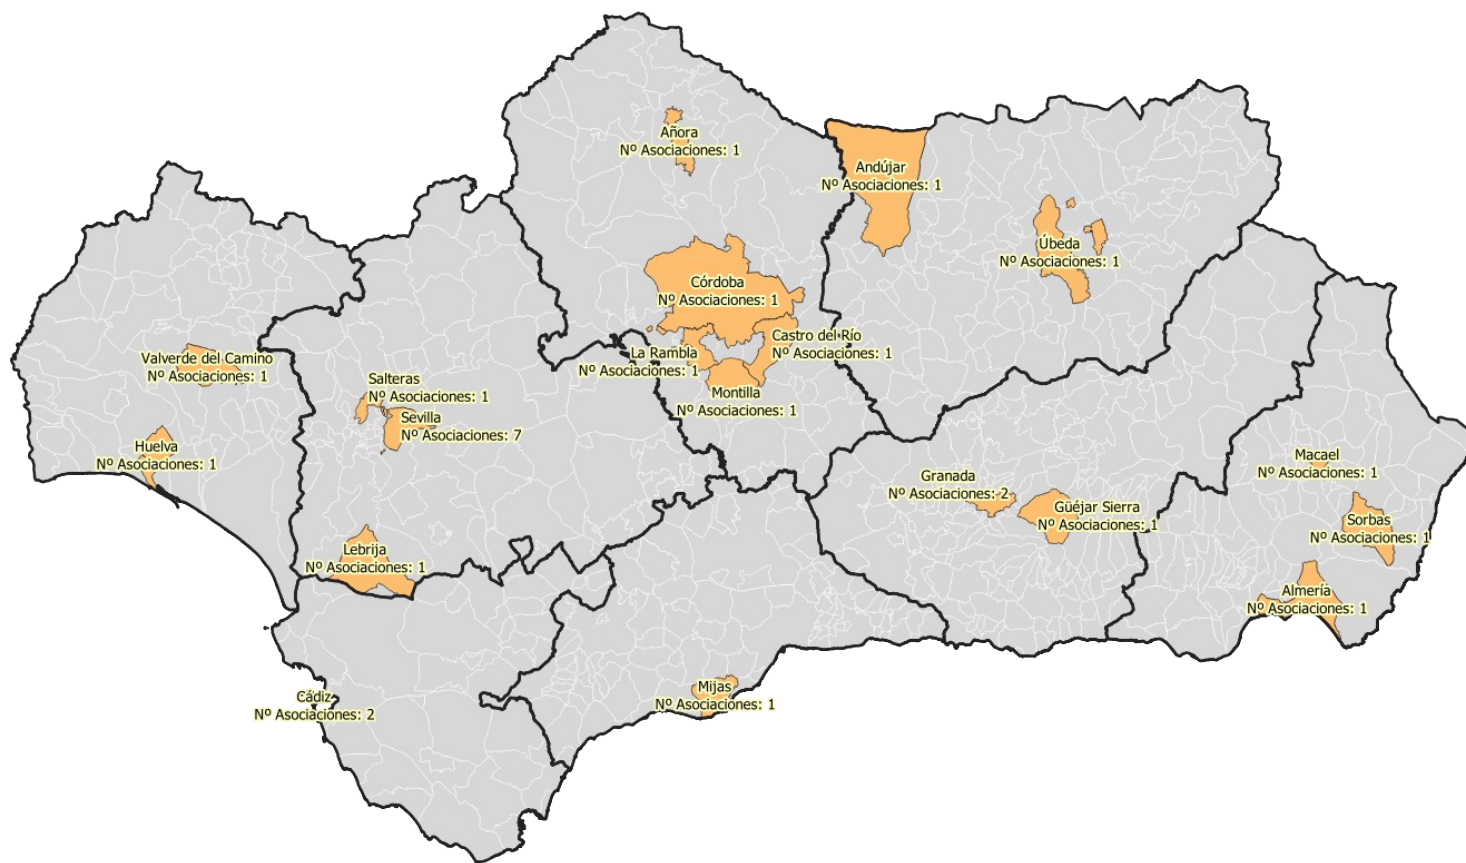 Añora
Nº Asociaciones: 1
Andújar
Nº Asociaciones: 1
Úbeda
Nº Asociaciones: 1
Córdoba
Nº Asociaciones: 1
Castro del Río
Nº Asociaciones: 1
La Rambla
Nº Asociaciones: 1
Montilla
Nº Asociaciones: 1
Valverde del Camino
Nº Asociaciones: 1
Salteras
Nº Asociaciones: 1
Sevilla
Nº Asociaciones: 7
Huelva
Nº Asociaciones: 1
Macael
Nº Asociaciones: 1
Granada
Nº Asociaciones: 2
Güéjar Sierra
Nº Asociaciones: 1
Sorbas
Nº Asociaciones: 1
Lebrija
Nº Asociaciones: 1
Almería
Nº Asociaciones: 1
Mijas
Nº Asociaciones: 1
Cádiz
Nº Asociaciones: 2